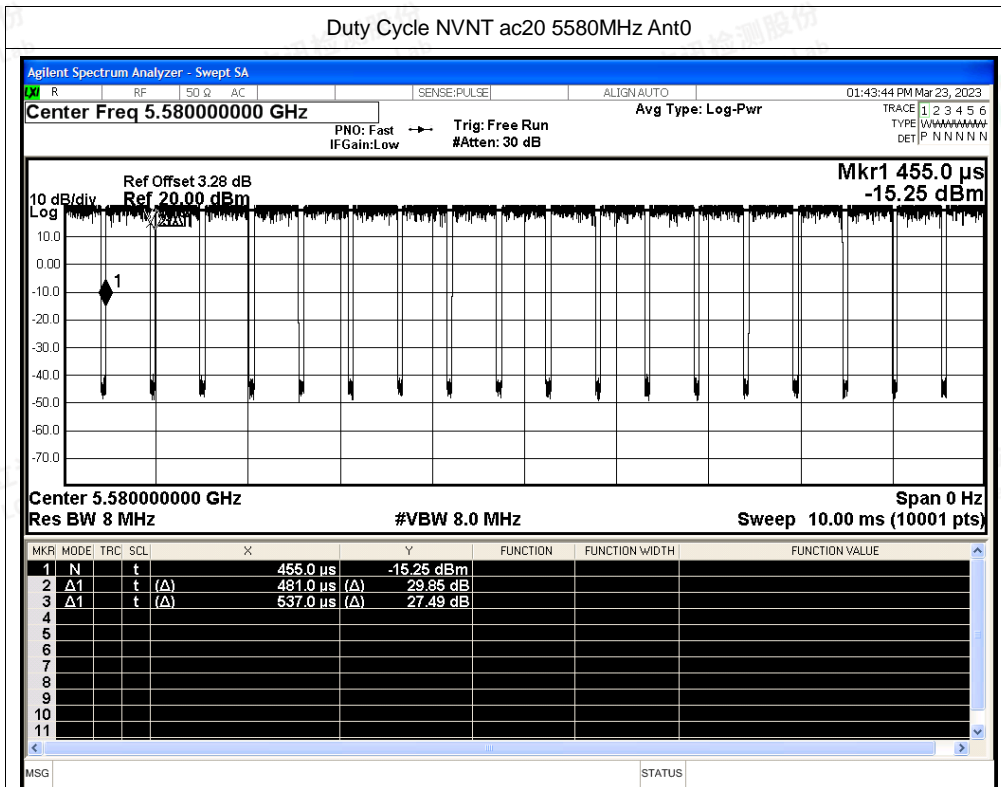 Duty Cycle NVNT ac20 5580MHz Ant0
Agilent Spectrum Analyzer - Swept SA
LXI R RF 50 Ω AC SENSE:PULSE ALIGN AUTO 01:43:44 PM Mar 23, 2023
Center Freq 5.580000000 GHz Avg Type: Log-Pwr TRACE 1 2 3 4 5 6
PNO: Fast Trig: Free Run TYPE
IFGain:Low #Atten: 30 dB DET P N N N N N
Mkr1 455.0 µs
Ref Offset 3.28 dB
10 dB/div Ref 20.00 dBm -15.25 dBm
Log
10.0
0.00
-10.0
1
-20.0
-30.0
-40.0
-50.0
-60.0
-70.0
Center 5.580000000 GHz Span 0 Hz
Res BW 8 MHz #VBW 8.0 MHz Sweep 10.00 ms (10001 pts)
MKR MODE TRC SCL X Y FUNCTION FUNCTION WIDTH FUNCTION VALUE
1 N t 455.0 µs -15.25 dBm
2 Δ1 t (Δ) 481.0 µs (Δ) 29.85 dB
3 Δ1 t (Δ) 537.0 µs (Δ) 27.49 dB
4
5
6
7
8
9
10
11
MSG STATUS